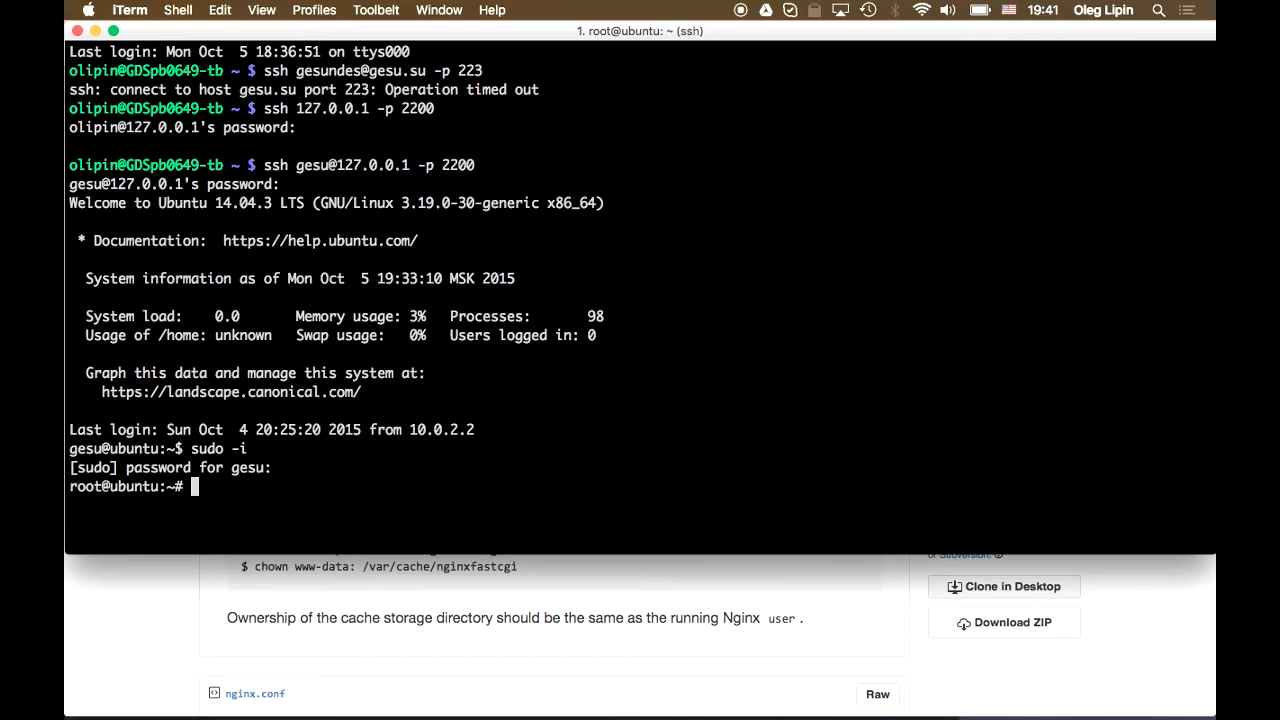 iTerm Shell Edit View Profiles Toolbelt Window Help 19:41 Oleg Lipin
1. root@ubuntu: ~ (ssh)
Last login: Mon Oct  5 18:36:51 on ttys000
olipin@GDSpb0649-tb ~ $ ssh gesundes@gesu.su -p 223
ssh: connect to host gesu.su port 223: Operation timed out
olipin@GDSpb0649-tb ~ $ ssh 127.0.0.1 -p 2200
olipin@127.0.0.1's password:
olipin@GDSpb0649-tb ~ $ ssh gesu@127.0.0.1 -p 2200
gesu@127.0.0.1's password:
Welcome to Ubuntu 14.04.3 LTS (GNU/Linux 3.19.0-30-generic x86_64)
* Documentation:  https://help.ubuntu.com/
System information as of Mon Oct  5 19:33:10 MSK 2015
System load:    0.0       Memory usage: 3%   Processes:       98
Usage of /home: unknown   Swap usage:   0%   Users logged in: 0
Graph this data and manage this system at:
https://landscape.canonical.com/
Last login: Sun Oct  4 20:25:20 2015 from 10.0.2.2
gesu@ubuntu:~$ sudo -i
[sudo] password for gesu:
root@ubuntu:~#
or Subversion.
$ chown www-data: /var/cache/nginxfastcgi
Clone in Desktop
Ownership of the cache storage directory should be the same as the running Nginx user .
Download ZIP
nginx.conf
Raw